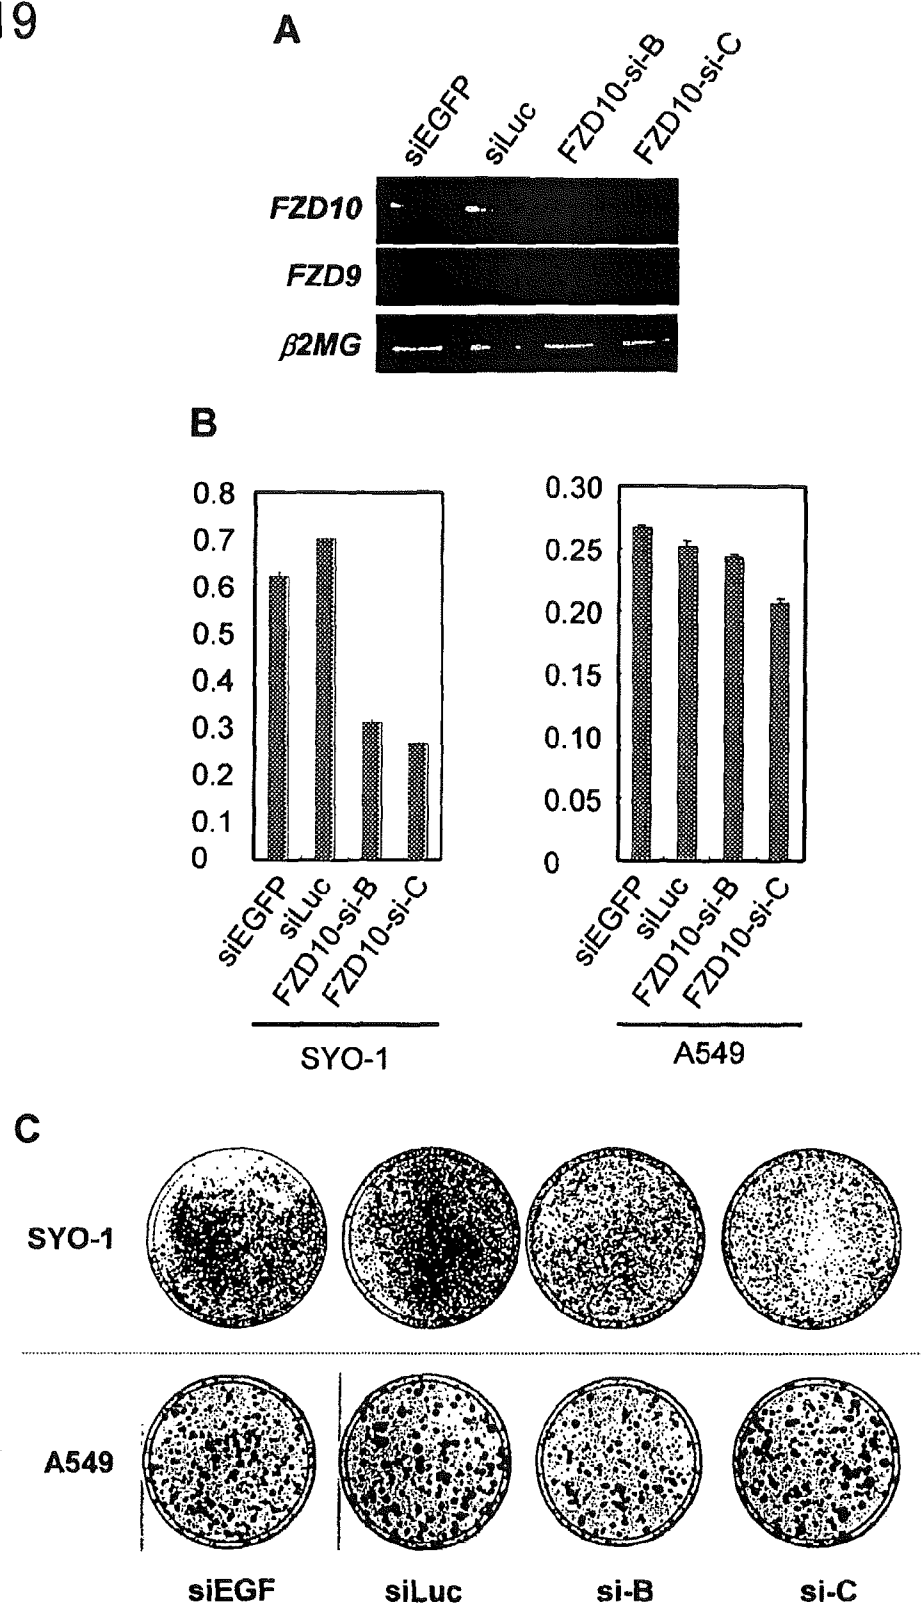 19
A
siEGFP siLuc FZD10-si-B FZD10-si-C
FZD10
FZD9
β2MG
B
0.8
0.7
0.6
0.5
0.4
0.3
0.2
0.1
0
siEGFP siLuc FZD10-si-B FZD10-si-C
SYO-1
0.30
0.25
0.20
0.15
0.10
0.05
0
siEGFP siLuc FZD10-si-B FZD10-si-C
A549
C
SYO-1
A549
siEGF siLuc si-B si-C